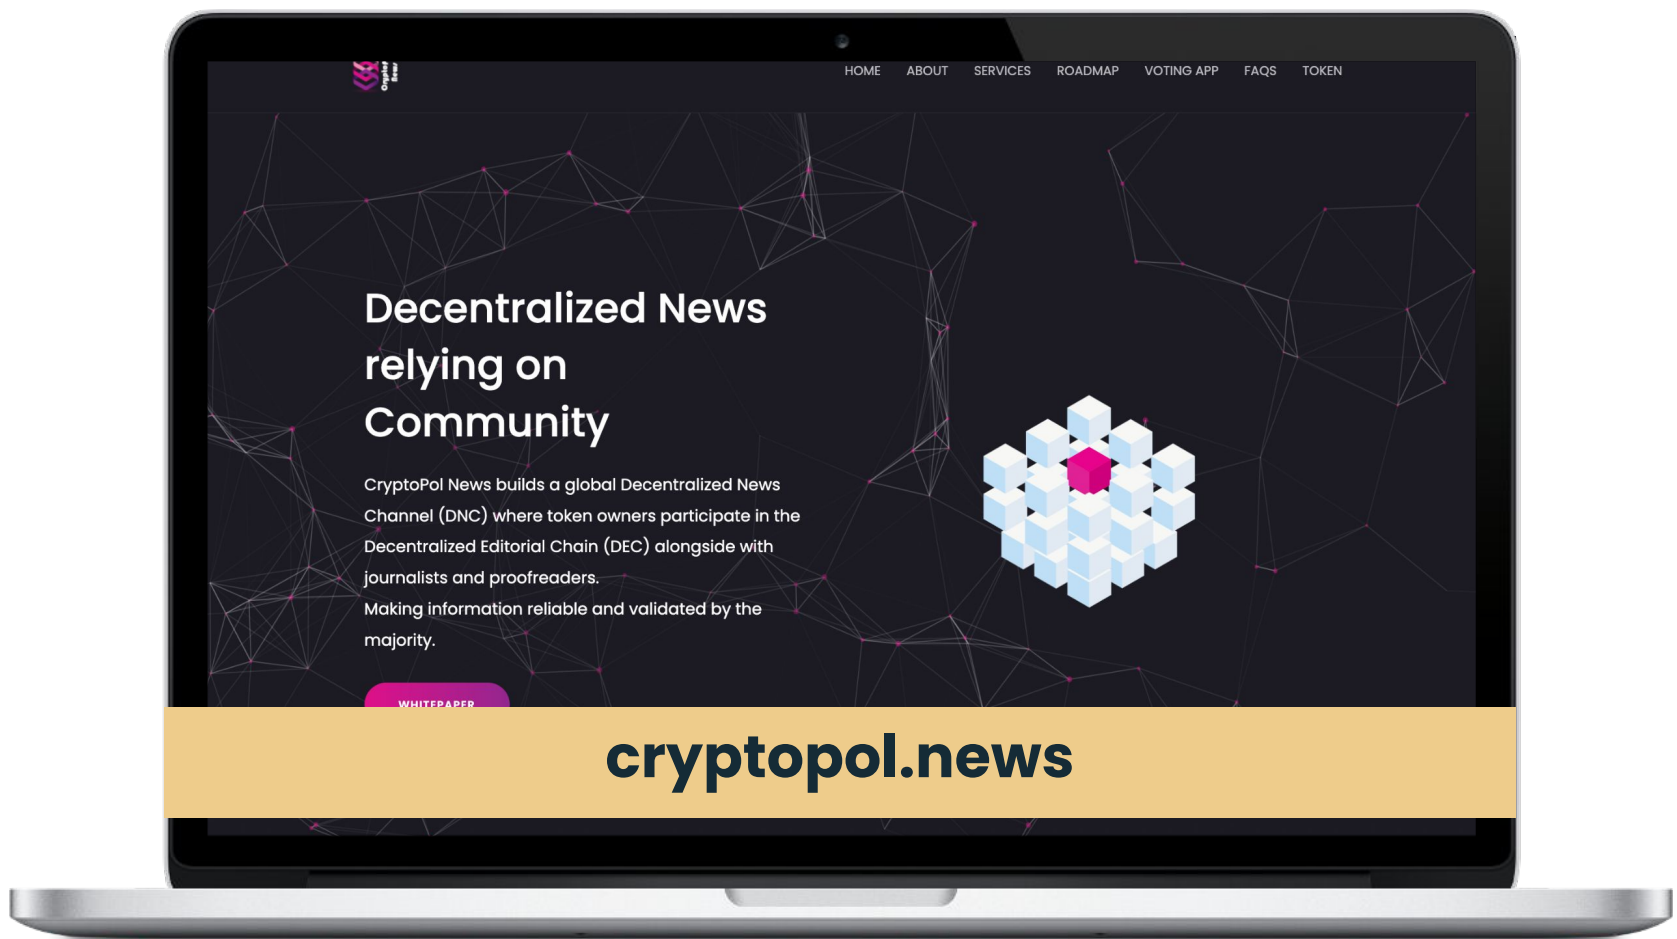 Crypto
News
HOME ABOUT SERVICES ROADMAP VOTING APP FAQS TOKEN
Decentralized News
relying on
Community
CryptoPol News builds a global Decentralized News
Channel (DNC) where token owners participate in the
Decentralized Editorial Chain (DEC) alongside with
journalists and proofreaders.
Making information reliable and validated by the
majority.
WHITEPAPER
cryptopol.news